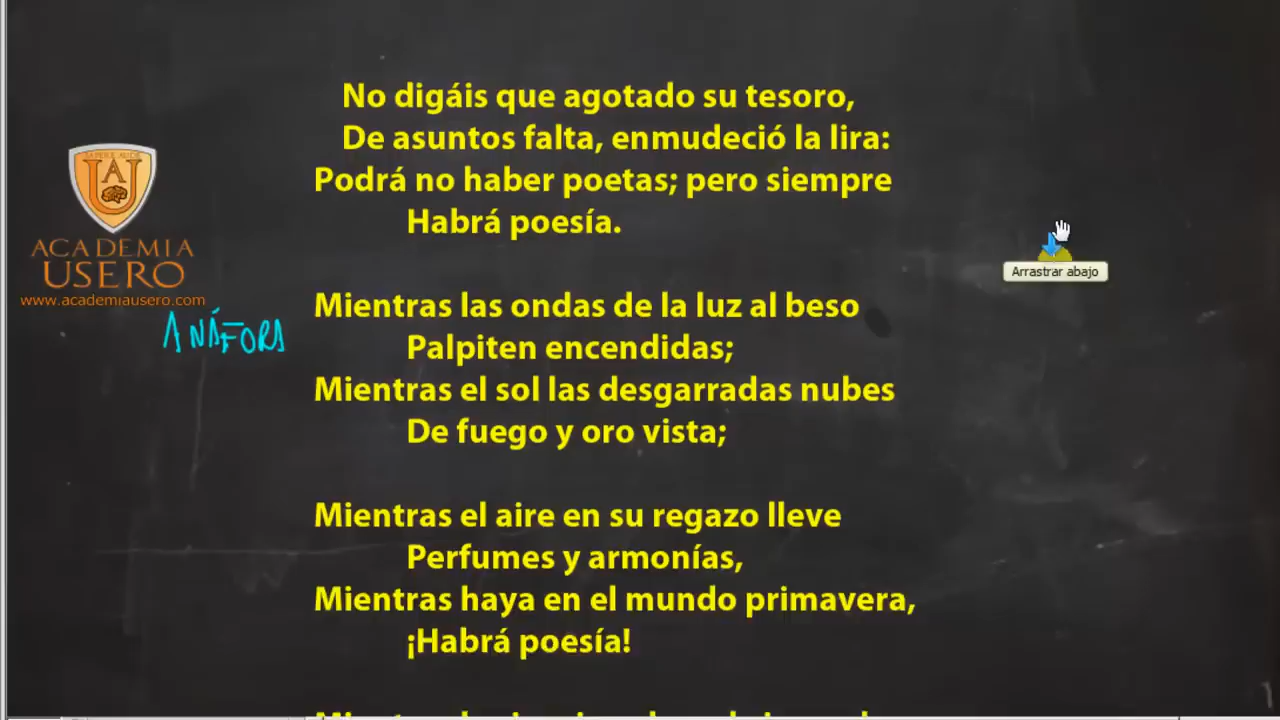 No digáis que agotado su tesoro,
De asuntos falta, enmudeció la lira:
Podrá no haber poetas; pero siempre
Habrá poesía.
SAPERE AUDE
UA
ACADEMIA
USERO
www.academiausero.com
Arrastrar abajo
ANÁFORA
Mientras las ondas de la luz al beso
Palpiten encendidas;
Mientras el sol las desgarradas nubes
De fuego y oro vista;
Mientras el aire en su regazo lleve
Perfumes y armonías,
Mientras haya en el mundo primavera,
¡Habrá poesía!